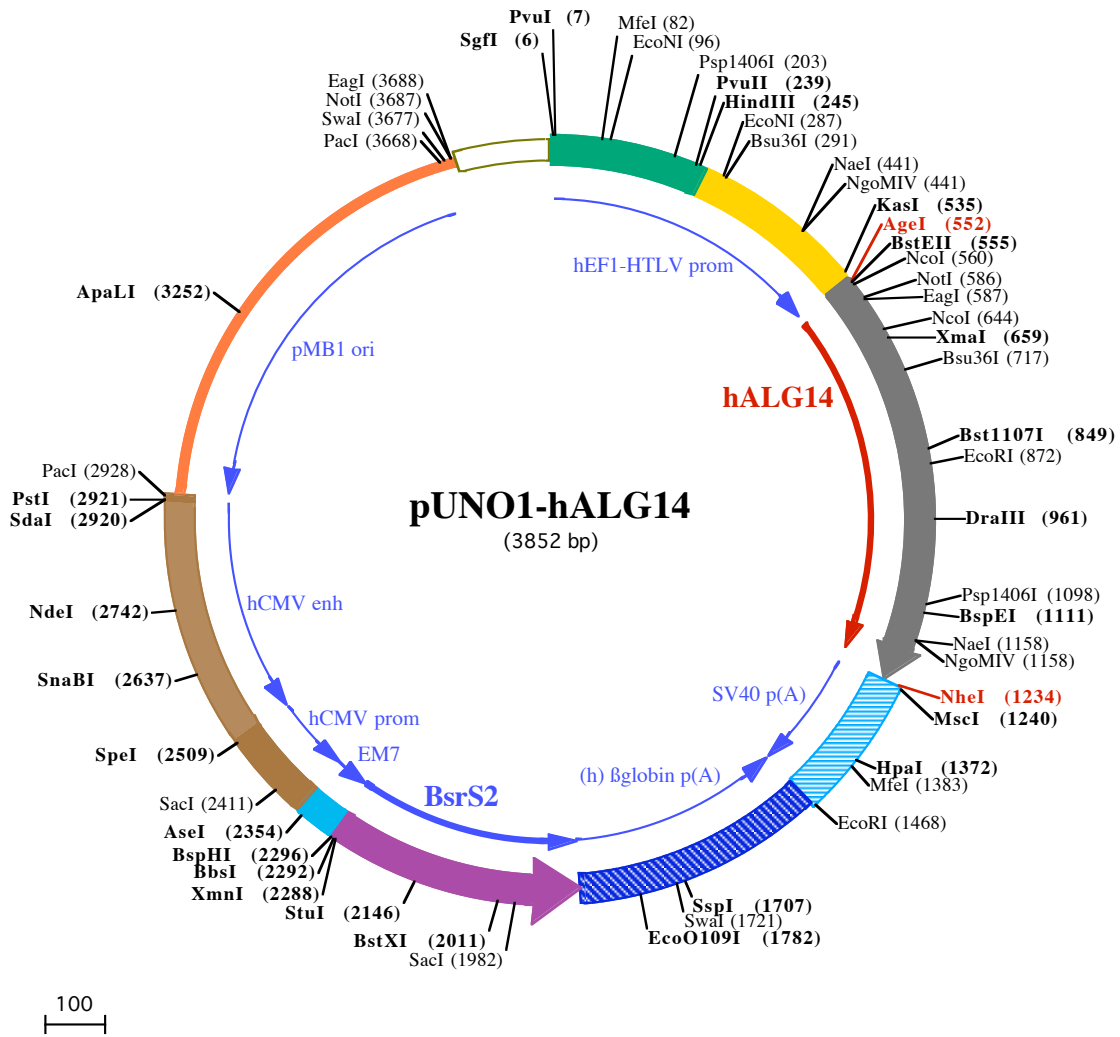 PvuI (7)
SgfI (6)
MfeI (82)
EcoNI (96)
Psp1406I (203)
PvuII (239)
HindIII (245)
EcoNI (287)
Bsu36I (291)
NaeI (441)
NgoMIV (441)
KasI (535)
AgeI (552)
BstEII (555)
NcoI (560)
NotI (586)
EagI (587)
NcoI (644)
XmaI (659)
Bsu36I (717)
Bst1107I (849)
EcoRI (872)
DraIII (961)
Psp1406I (1098)
BspEI (1111)
NaeI (1158)
NgoMIV (1158)
NheI (1234)
MscI (1240)
HpaI (1372)
MfeI (1383)
EcoRI (1468)
SspI (1707)
SwaI (1721)
EcoO109I (1782)
SacI (1982)
BstXI (2011)
StuI (2146)
XmnI (2288)
BbsI (2292)
BspHI (2296)
AseI (2354)
SacI (2411)
SpeI (2509)
SnaBI (2637)
NdeI (2742)
SdaI (2920)
PstI (2921)
PacI (2928)
ApaLI (3252)
PacI (3668)
SwaI (3677)
NotI (3687)
EagI (3688)
hEF1-HTLV prom
hALG14
SV40 p(A)
(h) ßglobin p(A)
BsrS2
EM7
hCMV prom
hCMV enh
pMB1 ori
pUNO1-hALG14
(3852 bp)
100